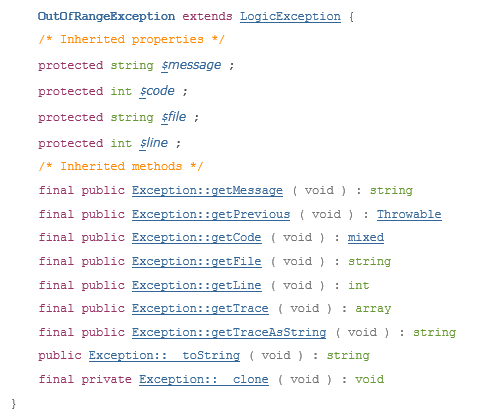 OutOfRangeException extends LogicException {
/* Inherited properties */
protected string $message ;
protected int $code ;
protected string $file ;
protected int $line ;
/* Inherited methods */
final public Exception::getMessage ( void ) : string
final public Exception::getPrevious ( void ) : Throwable
final public Exception::getCode ( void ) : mixed
final public Exception::getFile ( void ) : string
final public Exception::getLine ( void ) : int
final public Exception::getTrace ( void ) : array
final public Exception::getTraceAsString ( void ) : string
public Exception::__toString ( void ) : string
final private Exception::__clone ( void ) : void
}